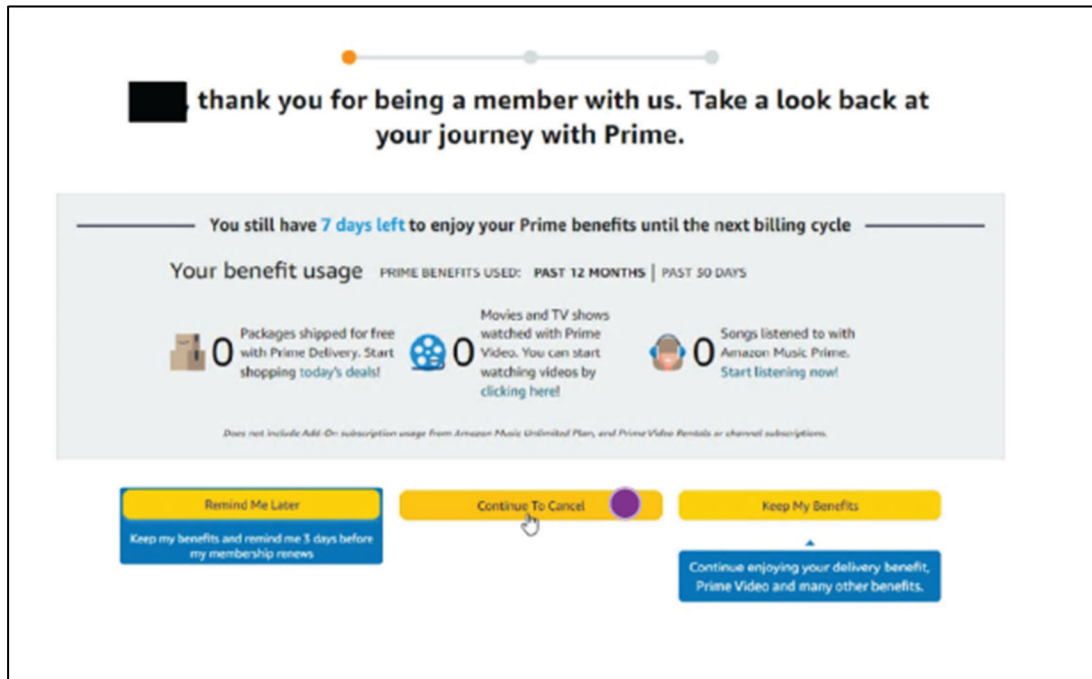 , thank you for being a member with us. Take a look back at
your journey with Prime.
You still have 7 days left to enjoy your Prime benefits until the next billing cycle
Your benefit usage PRIME BENEFITS USED: PAST 12 MONTHS | PAST 30 DAYS
0
Packages shipped for free
with Prime Delivery. Start
shopping today's deals!
0
Movies and TV shows
watched with Prime
Video. You can start
watching videos by
clicking here!
0
Songs listened to with
Amazon Music Prime.
Start listening now!
Does not include Add-On subscription usage from Amazon Music Unlimited Plan, and Prime Video Rentals or channel subscriptions.
Remind Me Later
Keep my benefits and remind me 3 days before
my membership renews
Continue To Cancel
Keep My Benefits
Continue enjoying your delivery benefit,
Prime Video and many other benefits.